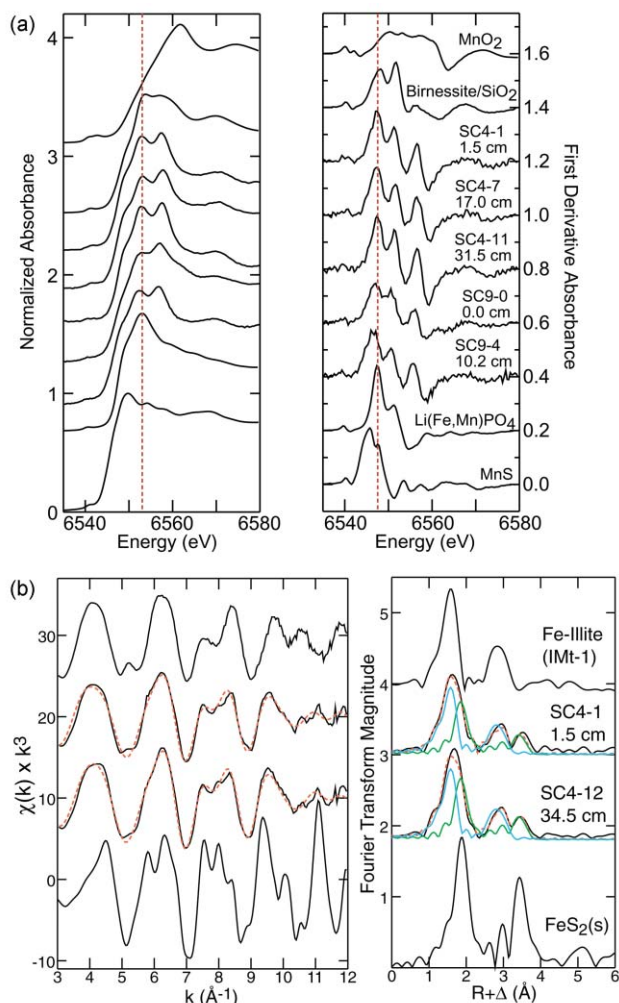 (a)
4
3
2
1
0
Normalized Absorbance
6540
6560
6580
Energy (eV)
MnO2
Birnessite/SiO2
SC4-1
1.5 cm
SC4-7
17.0 cm
SC4-11
31.5 cm
SC9-0
0.0 cm
SC9-4
10.2 cm
Li(Fe,Mn)PO4
MnS
1.6
1.4
1.2
1.0
0.8
0.6
0.4
0.2
0.0
First Derivative Absorbance
6540
6560
6580
Energy (eV)
(b)
30
20
10
0
-10
χ(k) x k³
3
4
5
6
7
8
9
10
11
12
k (Å⁻¹)
5
4
3
2
1
Fourier Transform Magnitude
Fe-Illite
(IMt-1)
SC4-1
1.5 cm
SC4-12
34.5 cm
FeS₂(s)
0
1
2
3
4
5
6
R+Δ (Å)